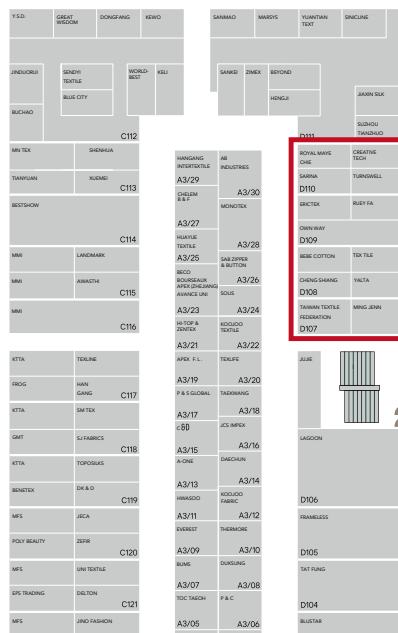 Y.S.D.
GREAT
WISDOM
DONGFANG
KEWO
SANMAO
MARSYS
YUANTIAN
TEXT
SINICLINE
JINDUORUI
SENDYI
TEXTILE
WORLD-
BEST
KELI
BLUE CITY
BUCHAO
C112
SANKEI
ZIMEX
BEYOND
HENGJI
JIAXIN SILK
SUZHOU
TIANZHUO
D111
MN TEX
SHENHUA
TIANYUAN
XUEMEI
C113
BESTSHOW
C114
MMI
LANDMARK
MMI
AWASTHI
C115
MMI
C116
KTTA
TEXLINE
FROG
HAN
GANG
C117
KTTA
SM TEX
GMT
SJ FABRICS
C118
KTTA
TOPOSILKS
BENETEX
DK & D
C119
MFS
JECA
POLY BEAUTY
ZEFIR
C120
MFS
UNI TEXTILE
EPS TRADING
DELTON
C121
MFS
JINO FASHION
HANGANG
INTERTEXTILE
A3/29
AB
INDUSTRIES
A3/30
CHELEM
B & F
A3/27
MONOTEX
A3/28
HUAYUE
TEXTILE
A3/25
SAB ZIPPER
& BUTTON
A3/26
BECO
BOURSEAUX
APEX (ZHEJIANG)
AVANCE UNI
A3/23
SOLIS
A3/24
HI-TOP &
ZENTEX
A3/21
KOOJOO
TEXTILE
A3/22
APEX F. L.
A3/19
TEXLIFE
A3/20
P & S GLOBAL
A3/17
TAEKWANG
A3/18
A3/15
JCS IMPEX
A3/16
A-ONE
A3/13
DAECHUN
A3/14
HWASOO
A3/11
KOOJOO
FABRIC
A3/12
EVEREST
A3/09
THERMORE
A3/10
BUMS
A3/07
DUKSUNG
A3/08
TOC TAEOH
A3/05
P & C
A3/06
ROYAL MAYE
CHIE
CREATIVE
TECH
SARINA
TURNSWELL
D110
ERICTEX
RUEY FA
OWN WAY
D109
BEBE COTTON
TEX TILE
CHENG SHIANG
YALTA
D108
TAIWAN TEXTILE
FEDERATION
MING JENN
D107
JUJIE
LAGOON
D106
FRAMELESS
D105
TAT FUNG
D104
BLUSTAR